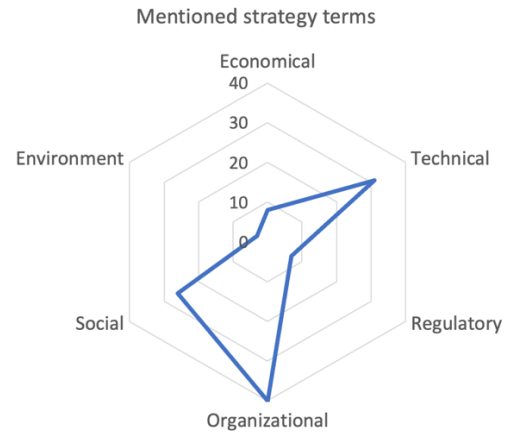 Mentioned strategy terms
Economical
40
30
Environment
Technical
20
10
0
Social
Regulatory
Organizational